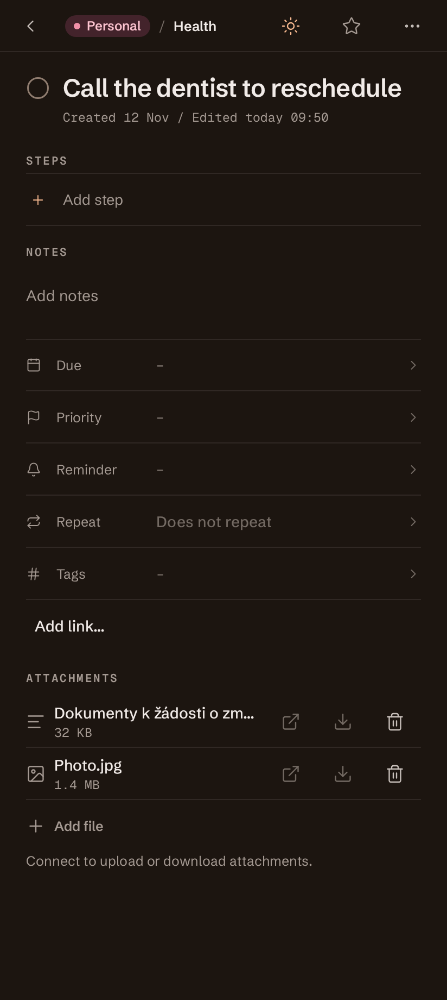 Personal / Health
Call the dentist to reschedule
Created 12 Nov / Edited today 09:50
STEPS
+ Add step
NOTES
Add notes
Due –
Priority –
Reminder –
Repeat Does not repeat
Tags –
Add link...
ATTACHMENTS
Dokumenty k žádosti o zm...
32 KB
Photo.jpg
1.4 MB
+ Add file
Connect to upload or download attachments.